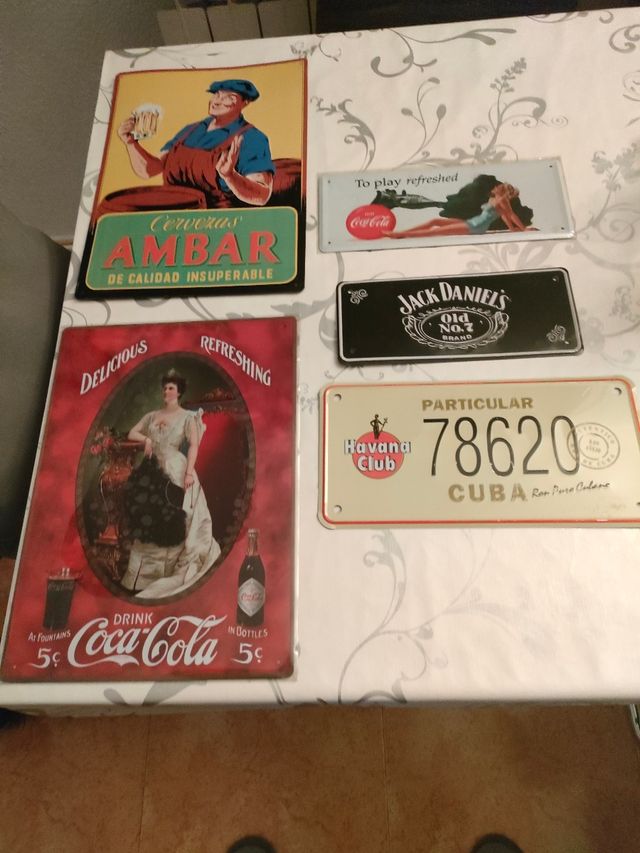 Cervezas
AMBAR
DE CALIDAD INSUPERABLE
To play refreshed
Coca-Cola
JACK DANIEL'S
Old
No.7
BRAND
PARTICULAR
Havana
Club
78620
CUBA
Ron Puro Cubano
DELICIOUS
REFRESHING
DRINK
Coca-Cola
AT FOUNTAINS
5¢
IN BOTTLES
5¢